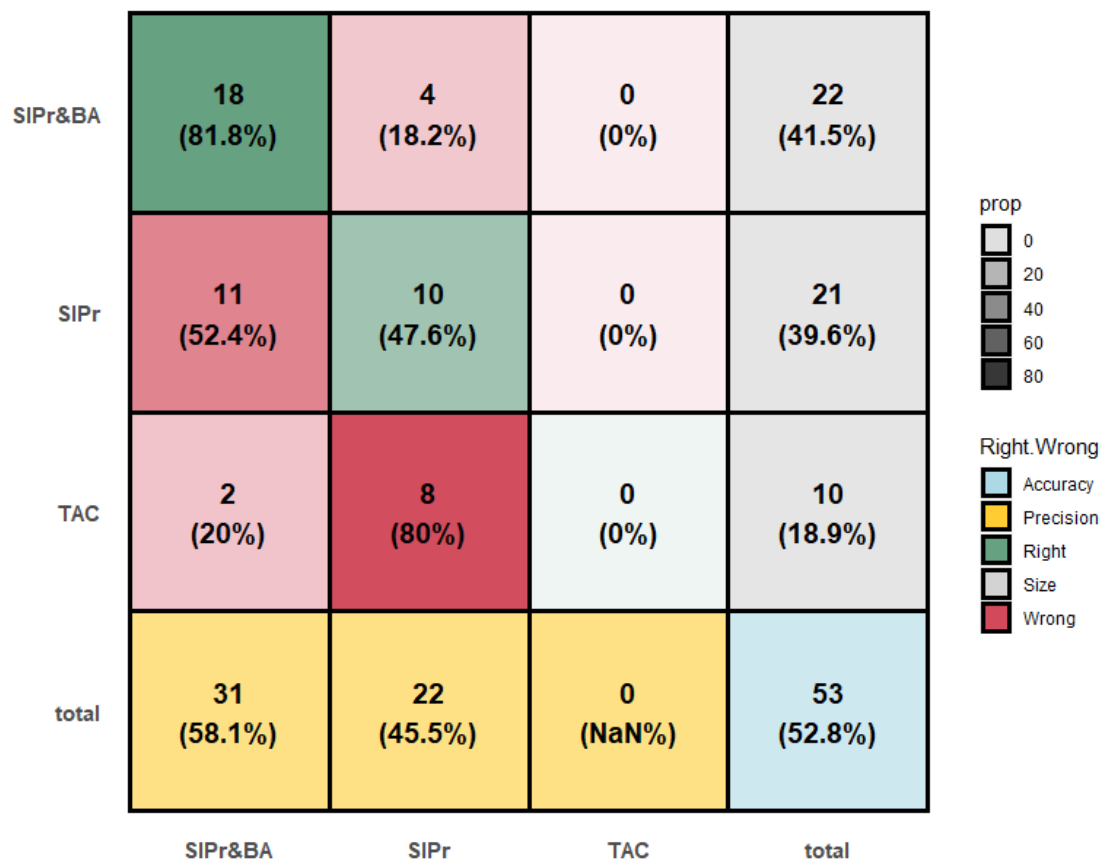 SIPr&BA
18
(81.8%)
4
(18.2%)
0
(0%)
22
(41.5%)
SIPr
11
(52.4%)
10
(47.6%)
0
(0%)
21
(39.6%)
TAC
2
(20%)
8
(80%)
0
(0%)
10
(18.9%)
total
31
(58.1%)
22
(45.5%)
0
(NaN%)
53
(52.8%)
SIPr&BA
SIPr
TAC
total
prop
0
20
40
60
80
Right.Wrong
Accuracy
Precision
Right
Size
Wrong